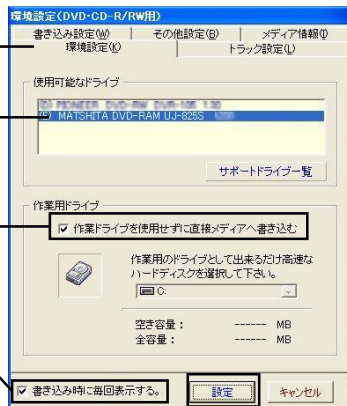 環境設定(DVD・CD-R/RW用)
書き込み設定(W)
その他設定(B)
メディア情報(I)
環境設定(K)
トラック設定(L)
使用可能なドライブ
PIONEER DVD-RW DVR-105 1.30
MATSHITA DVD-RAM UJ-825S
サポートドライブ一覧
作業用ドライブ
作業ドライブを使用せずに直接メディアへ書き込む
作業用のドライブとして出来るだけ高速な
ハードディスクを選択して下さい。
C:
空き容量: ------ MB
全容量: ------ MB
書き込み時に毎回表示する。
設定
キャンセル